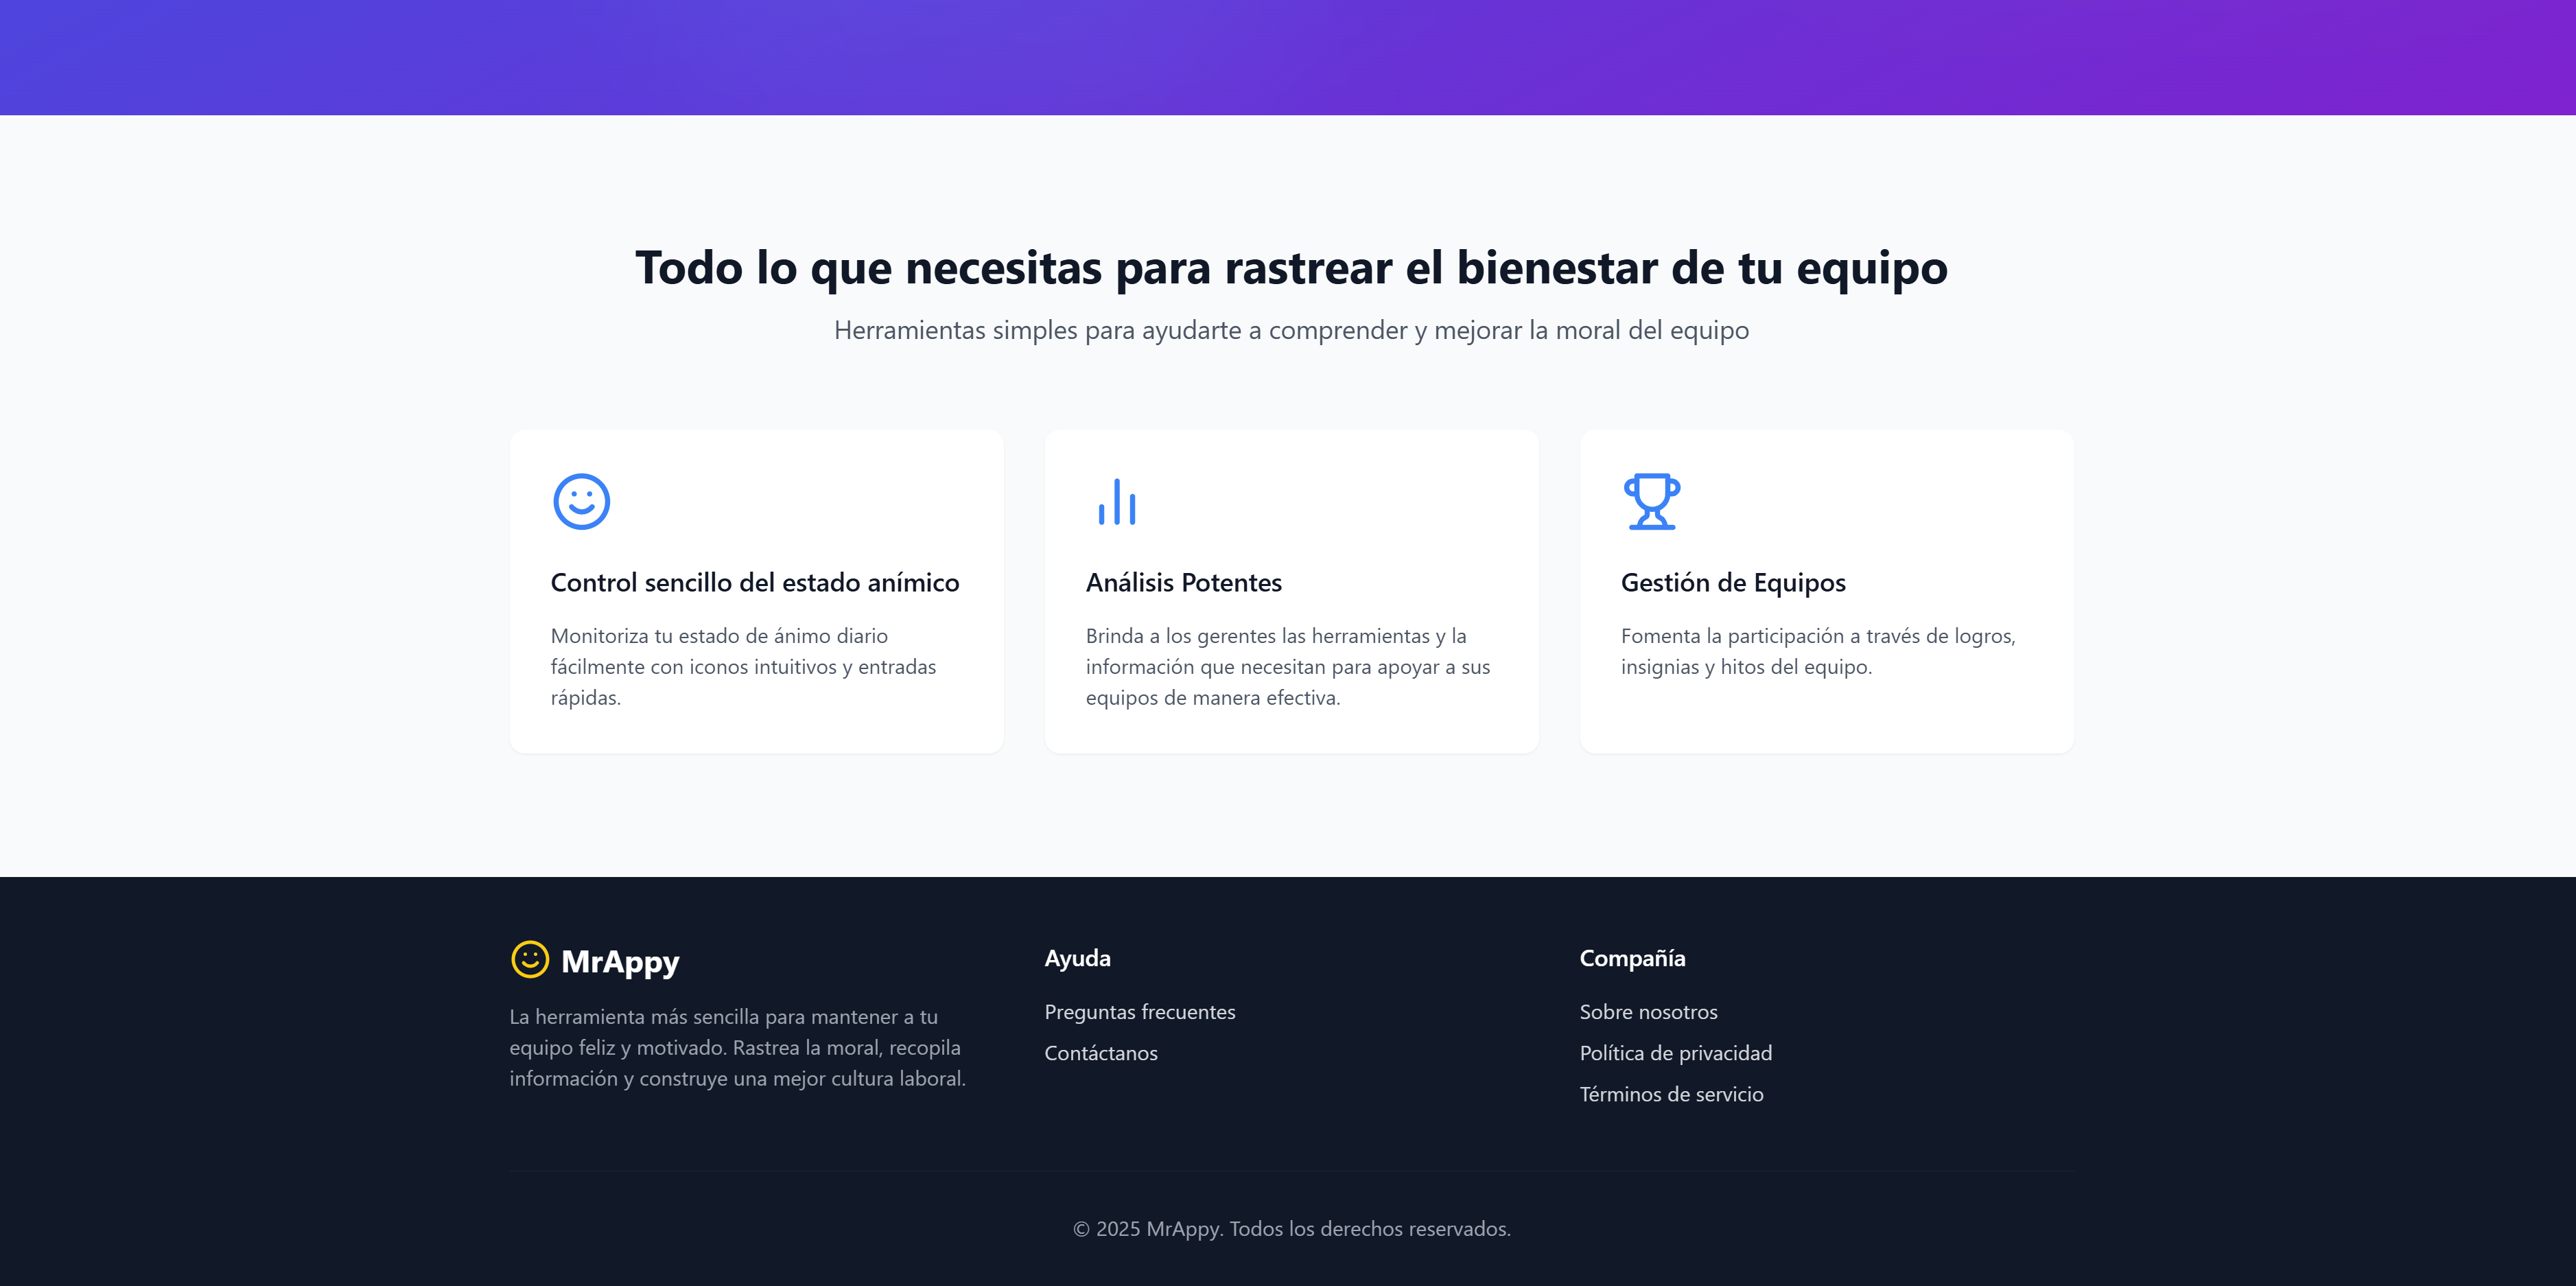 Todo lo que necesitas para rastrear el bienestar de tu equipo
Herramientas simples para ayudarte a comprender y mejorar la moral del equipo
Control sencillo del estado anímico
Monitoriza tu estado de ánimo diario
fácilmente con iconos intuitivos y entradas
rápidas.
Análisis Potentes
Brinda a los gerentes las herramientas y la
información que necesitan para apoyar a sus
equipos de manera efectiva.
Gestión de Equipos
Fomenta la participación a través de logros,
insignias y hitos del equipo.
MrAppy
La herramienta más sencilla para mantener a tu
equipo feliz y motivado. Rastrea la moral, recopila
información y construye una mejor cultura laboral.
Ayuda
Preguntas frecuentes
Contáctanos
Compañía
Sobre nosotros
Política de privacidad
Términos de servicio
© 2025 MrAppy. Todos los derechos reservados.